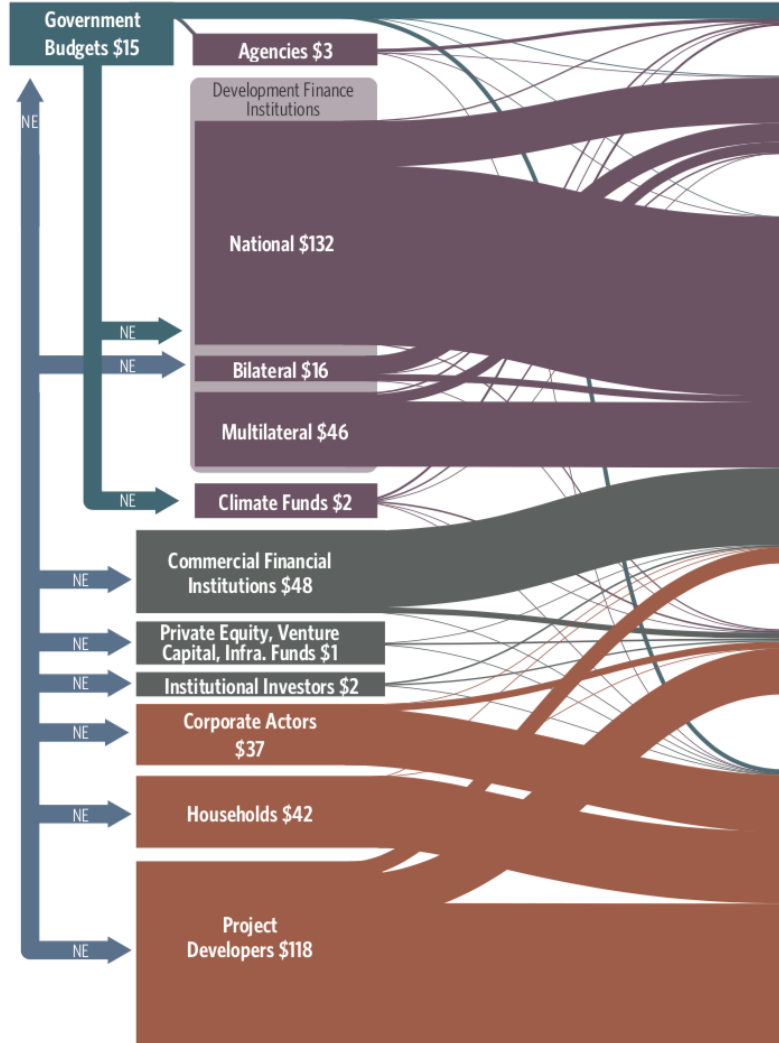 Government
Budgets $15
Agencies $3
Development Finance
Institutions
NE
National $132
NE
NE
Bilateral $16
Multilateral $46
NE
Climate Funds $2
Commercial Financial
Institutions $48
NE
Private Equity, Venture
Capital, Infra. Funds $1
NE
Institutional Investors $2
NE
Corporate Actors
$37
NE
Households $42
NE
Project
Developers $118
NE